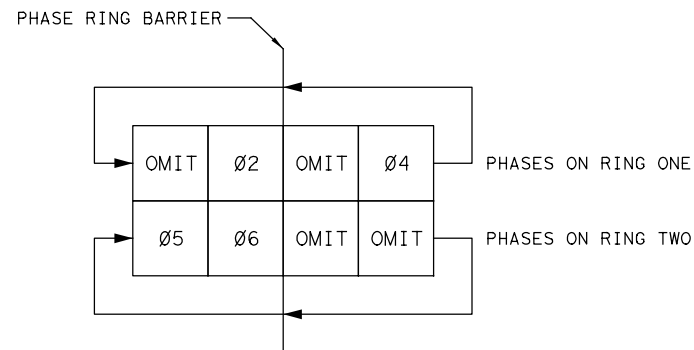 PHASE RING BARRIER
OMIT Ø2 OMIT Ø4 PHASES ON RING ONE
Ø5 Ø6 OMIT OMIT PHASES ON RING TWO